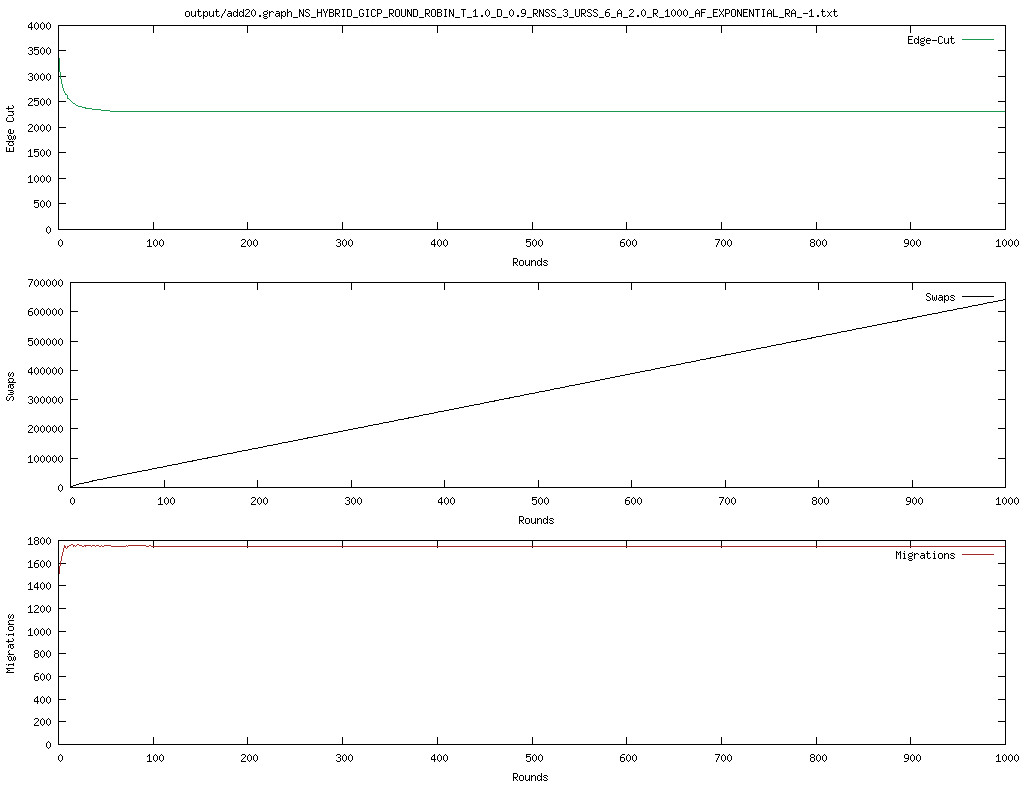 output/add20.graph_NS_HYBRID_GICP_ROUND_ROBIN_T_1.0_D_0.9_RNSS_3_URSS_6_A_2.0_R_1000_AF_EXPONENTIAL_RA_-1.txt
Edge-Cut
4000
3500
3000
2500
2000
1500
1000
500
0
Edge Cut
0 100 200 300 400 500 600 700 800 900 1000
Rounds
Swaps
700000
600000
500000
400000
300000
200000
100000
0
Swaps
0 100 200 300 400 500 600 700 800 900 1000
Rounds
Migrations
1800
1600
1400
1200
1000
800
600
400
200
0
Migrations
0 100 200 300 400 500 600 700 800 900 1000
Rounds